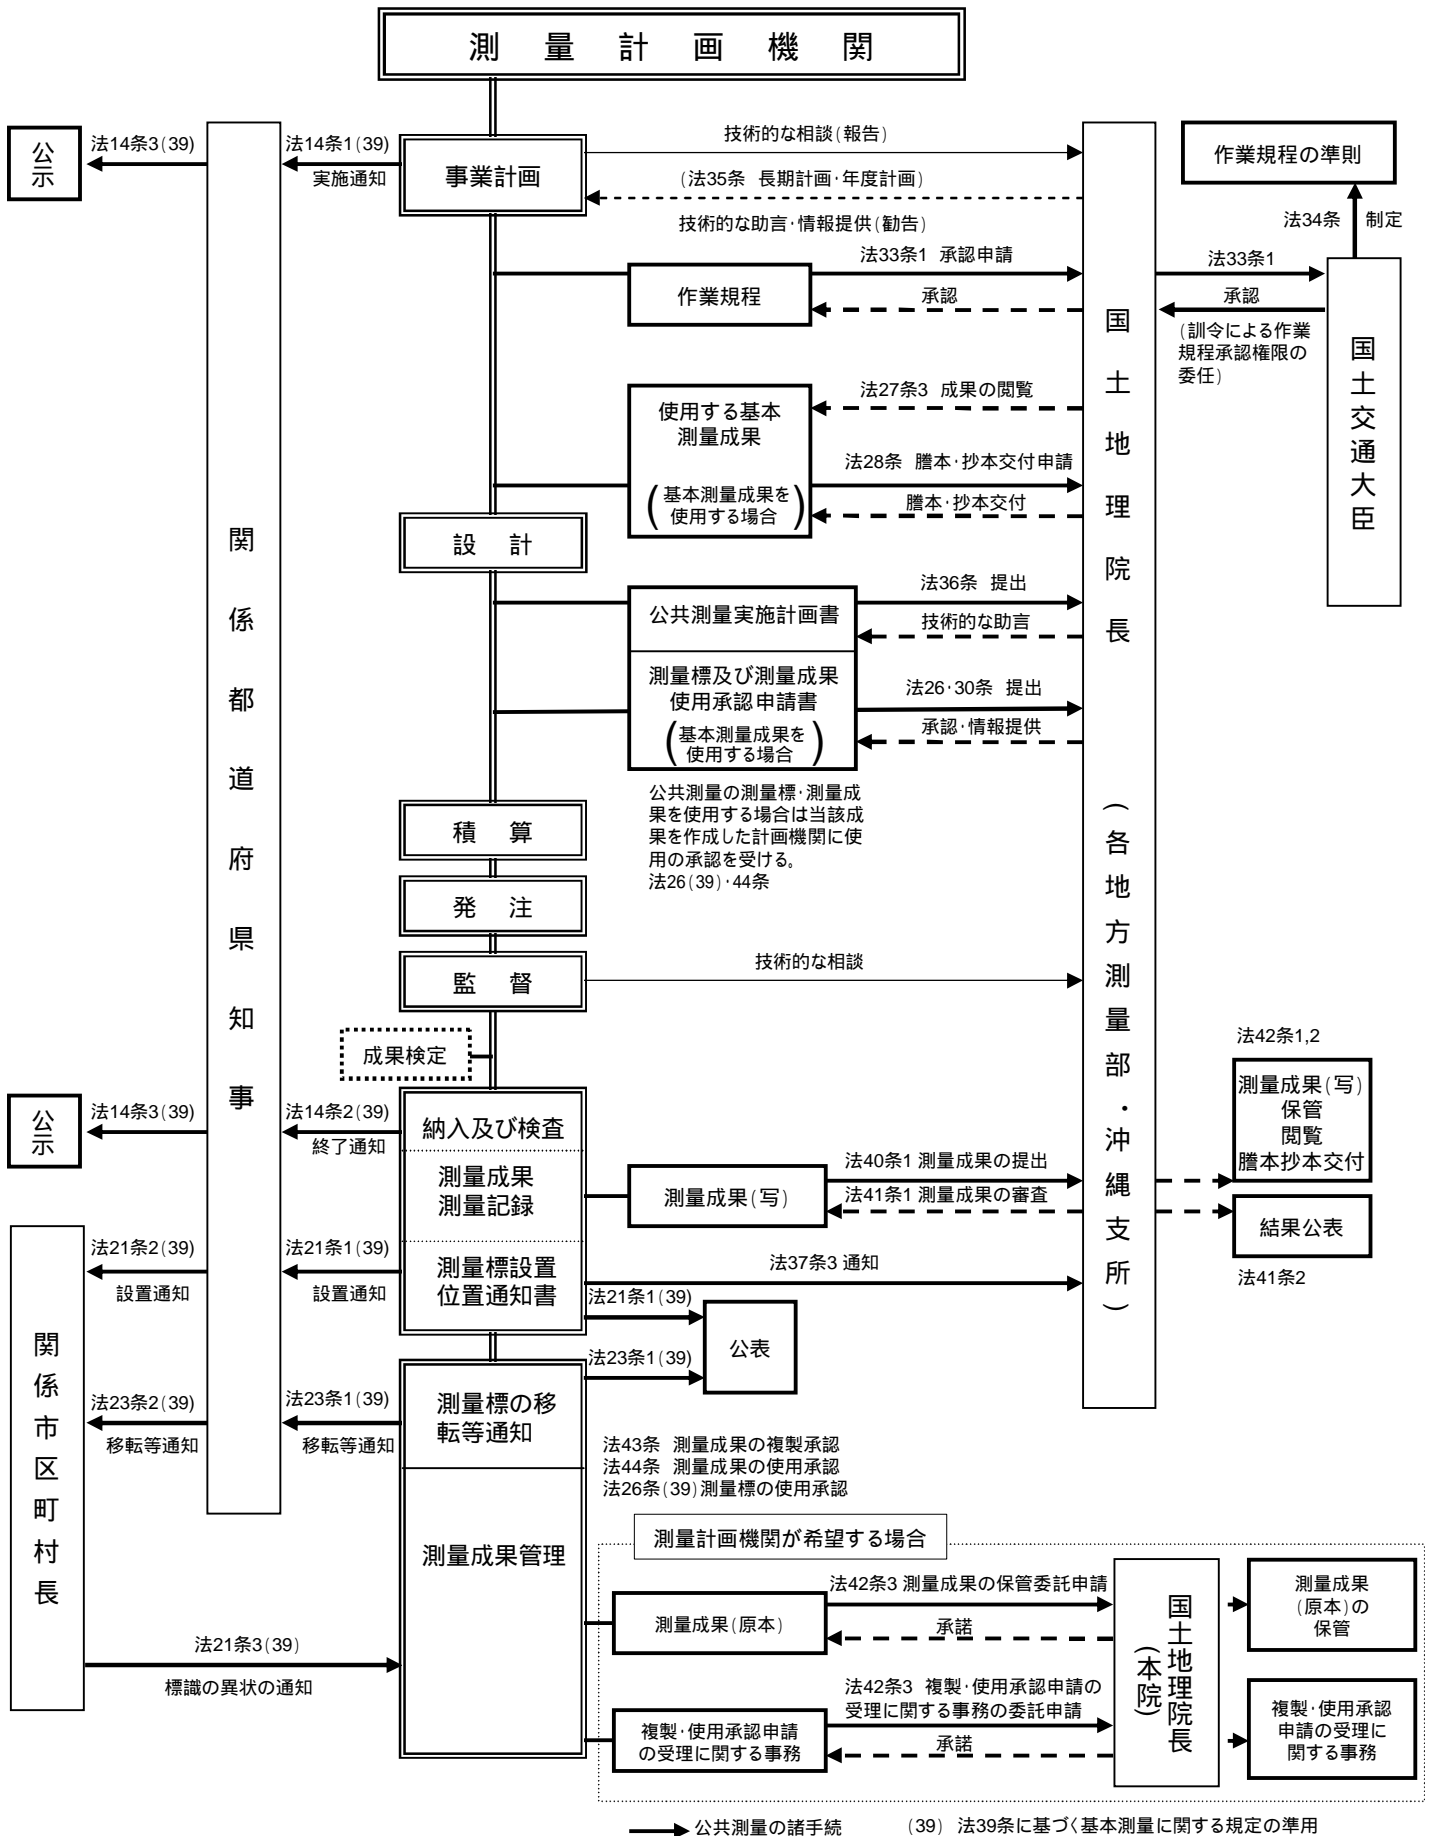 測量計画機関
公示
法14条3(39)
法14条1(39)
実施通知
事業計画
技術的な相談(報告)
(法35条 長期計画・年度計画)
技術的な助言・情報提供(勧告)
作業規程の準則
法34条 制定
作業規程
法33条1 承認申請
承認
法33条1
承認
(訓令による作業
規程承認権限の
委任)
国土交通大臣
国土地理院長(各地方測量部・沖縄支所)
関係都道府県知事
使用する基本
測量成果
(基本測量成果を
使用する場合)
法27条3 成果の閲覧
法28条 謄本・抄本交付申請
謄本・抄本交付
設計
公共測量実施計画書
法36条 提出
技術的な助言
測量標及び測量成果
使用承認申請書
(基本測量成果を
使用する場合)
法26・30条 提出
承認・情報提供
公共測量の測量標・測量成
果を使用する場合は当該成
果を作成した計画機関に使
用の承認を受ける。
法26(39)・44条
積算
発注
監督
技術的な相談
成果検定
公示
法14条3(39)
法14条2(39)
終了通知
納入及び検査
測量成果
測量記録
測量成果(写)
法40条1 測量成果の提出
法41条1 測量成果の審査
法42条1,2
測量成果(写)
保管
閲覧
謄本抄本交付
結果公表
法41条2
法21条2(39)
設置通知
法21条1(39)
設置通知
測量標設置
位置通知書
法37条3 通知
法21条1(39)
公表
法23条1(39)
関係市区町村長
法23条2(39)
移転等通知
法23条1(39)
移転等通知
測量標の移
転等通知
法43条 測量成果の複製承認
法44条 測量成果の使用承認
法26条(39)測量標の使用承認
測量成果管理
測量計画機関が希望する場合
測量成果(原本)
法42条3 測量成果の保管委託申請
承諾
国土地理院長
(本院)
測量成果
(原本)の
保管
法21条3(39)
標識の異状の通知
複製・使用承認申請
の受理に関する事務
法42条3 複製・使用承認申請の
受理に関する事務の委託申請
承諾
複製・使用承認
申請の受理に
関する事務
公共測量の諸手続
(39) 法39条に基づく基本測量に関する規定の準用